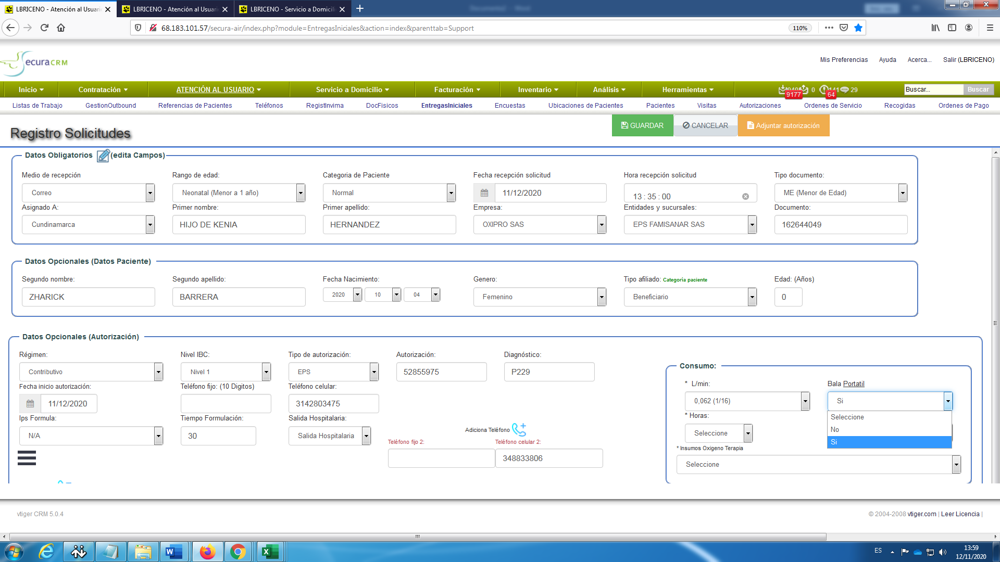 LBRICENO - Atención al Usuari
LBRICENO - Atención al Usuari
LBRICENO - Servicio a Domicili
68.183.101.57/secura-air/index.php?module=EntregasIniciales&action=index&parenttab=Support
110%
ecuraCRM
Mis Preferencias Ayuda Acerca... Salir (LBRICENO)
Inicio Contratación ATENCIÓN AL USUARIO Servicio a Domicilio Facturación Inventario Análisis Herramientas
9177 0 64 29
Buscar... Buscar
Listas de Trabajo GestionOutbound Referencias de Pacientes Teléfonos RegistInvima DocFisicos EntregasIniciales Encuestas Ubicaciones de Pacientes Pacientes Visitas Autorizaciones Ordenes de Servicio Recogidas Ordenes de Pago
Registro Solicitudes
GUARDAR CANCELAR Adjuntar autorización
Datos Obligatorios (edita Campos)
Medio de recepción Rango de edad: Categoria de Paciente Fecha recepción solicitud Hora recepción solicitud Tipo documento:
Correo Neonatal (Menor a 1 año) Normal 11/12/2020 13 : 35 : 00 ME (Menor de Edad)
Asignado A: Primer nombre: Primer apellido: Empresa: Entidades y sucursales: Documento:
Cundinamarca HIJO DE KENIA HERNANDEZ OXIPRO SAS EPS FAMISANAR SAS 162644049
Datos Opcionales (Datos Paciente)
Segundo nombre: Segundo apellido: Fecha Nacimiento: Genero: Tipo afiliado: Categoria paciente Edad: (Años)
ZHARICK BARRERA 2020 10 04 Femenino Beneficiario 0
Datos Opcionales (Autorización)
Régimen: Nivel IBC: Tipo de autorización: Autorización: Diagnóstico:
Contributivo Nivel 1 EPS 52855975 P229
Fecha inicio autorización: Teléfono fijo: (10 Digitos) Teléfono celular:
11/12/2020 3142803475
Ips Formula: Tiempo Formulación: Salida Hospitalaria:
N/A 30 Salida Hospitalaria
Adiciona Teléfono
Teléfono fijo 2: Teléfono celular 2:
348833806
Consumo:
* L/min: Bala Portatil
0,062 (1/16) Si
* Horas:
Seleccione
Seleccione
No
Si
* Insumos Oxigeno Terapia
Seleccione
vtiger CRM 5.0.4
© 2004-2008 vtiger.com | Leer Licencia |
ES
13:59
12/11/2020